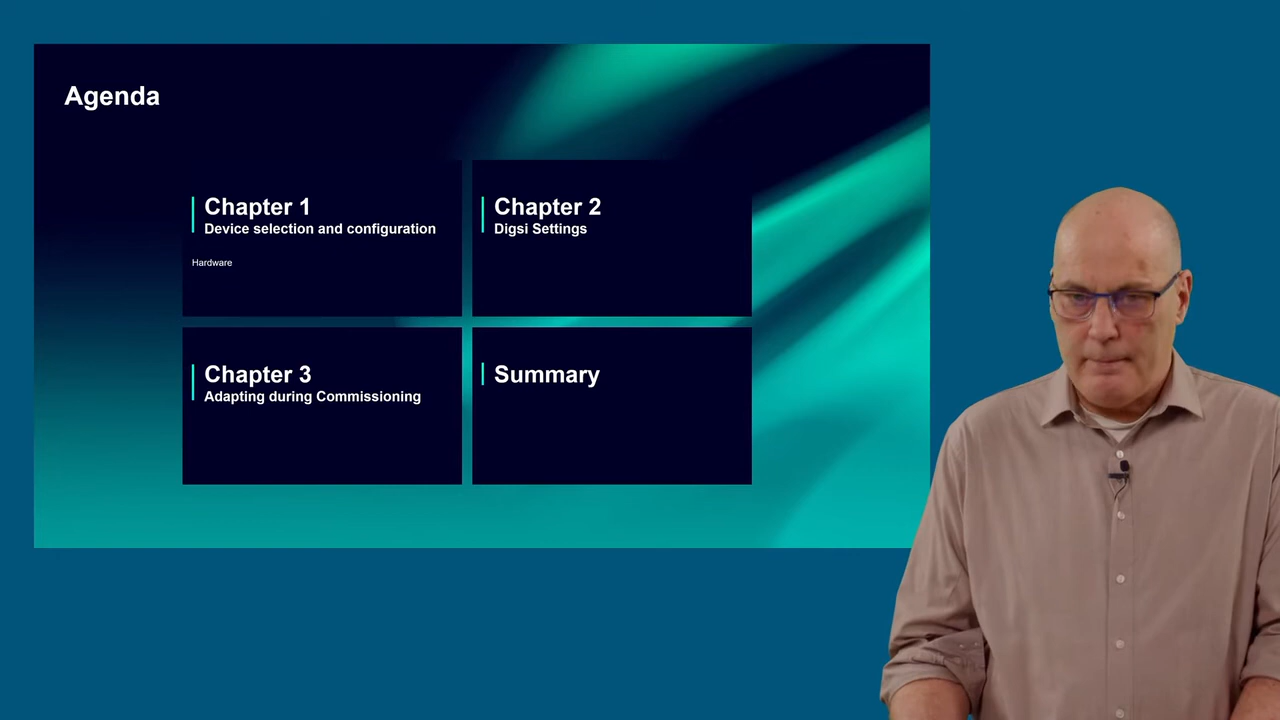 Agenda
Chapter 1
Device selection and configuration
Hardware
Chapter 2
Digsi Settings
Chapter 3
Adapting during Commissioning
Summary